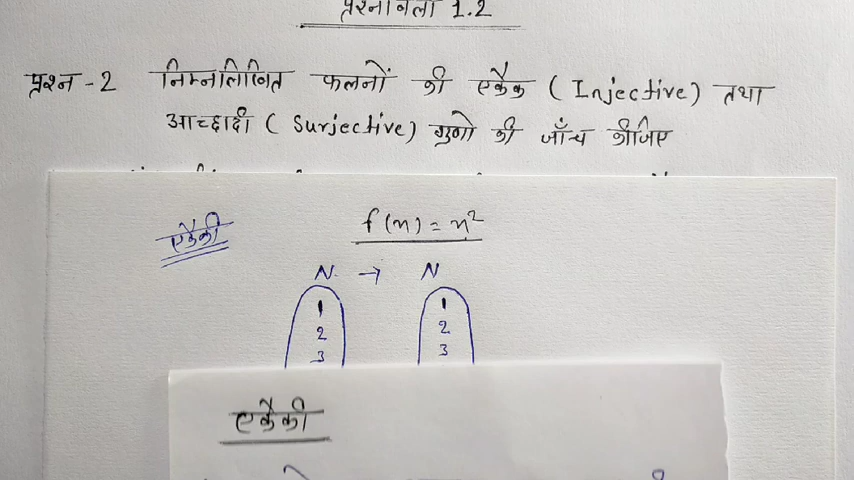 प्रश्नावली 1.2
प्रश्न - 2 निम्नलिखित फलनों की एकैक ( Injective ) तथा
आच्छादी ( Surjective ) गुणो की जाँच कीजिए
एकैकी f(n) = n²
N → N
1 1
2 2
3 3
एकैकी